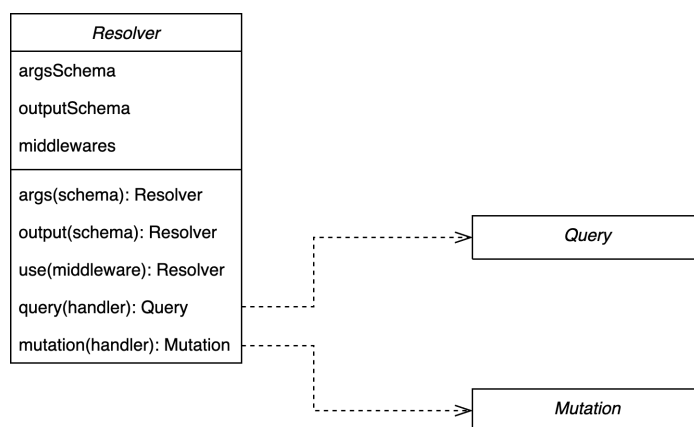 Resolver
argsSchema
outputSchema
middlewares
args(schema): Resolver
output(schema): Resolver
use(middleware): Resolver
query(handler): Query
mutation(handler): Mutation
Query
Mutation